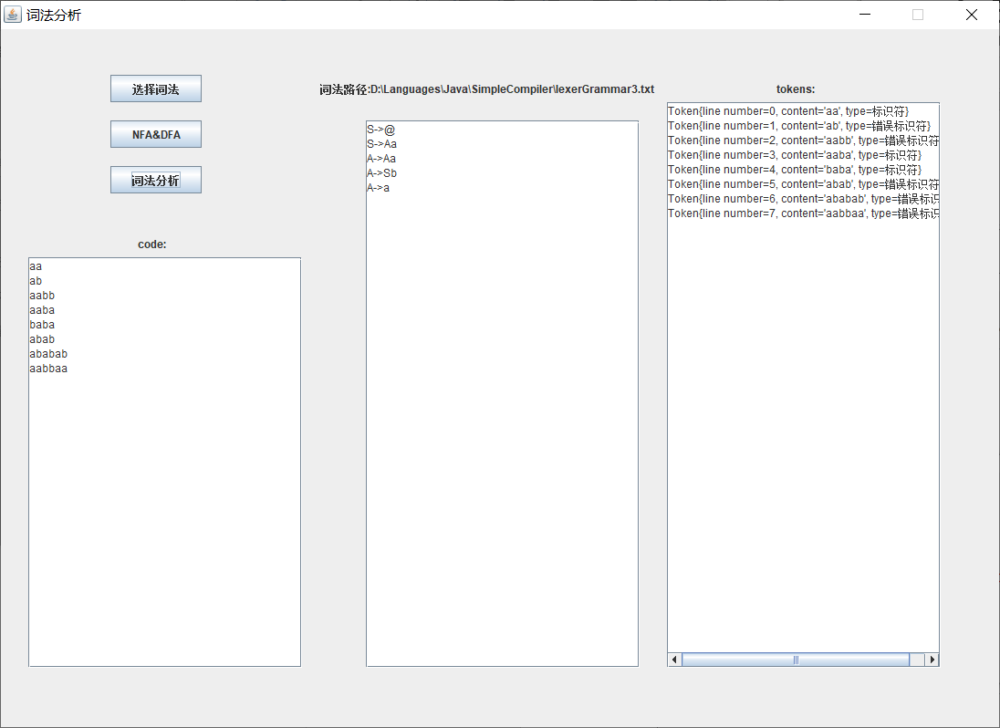 词法分析
选择词法
NFA&DFA
词法分析
code:
aa
ab
aabb
aaba
baba
abab
ababab
aabbaa
词法路径:D:\Languages\Java\SimpleCompiler\lexerGrammar3.txt
S->@
S->Aa
A->Aa
A->Sb
A->a
tokens:
Token{line number=0, content='aa', type=标识符}
Token{line number=1, content='ab', type=错误标识符}
Token{line number=2, content='aabb', type=错误标识符
Token{line number=3, content='aaba', type=标识符}
Token{line number=4, content='baba', type=标识符}
Token{line number=5, content='abab', type=错误标识符
Token{line number=6, content='ababab', type=错误标识
Token{line number=7, content='aabbaa', type=错误标识